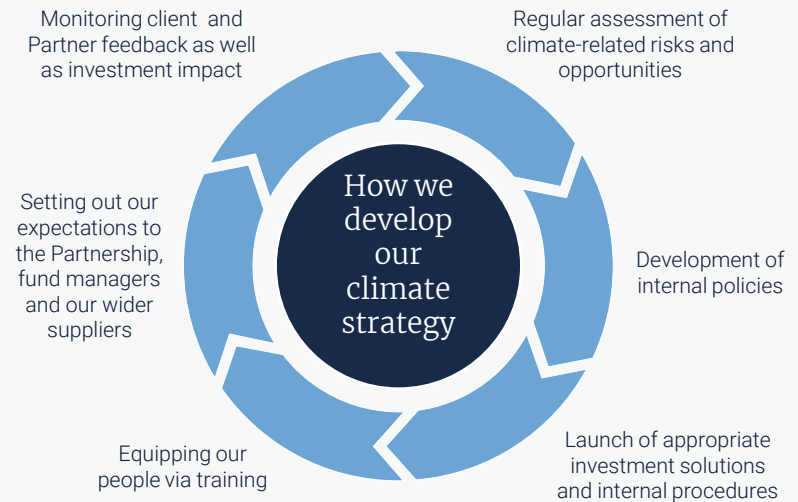 Monitoring client and
Partner feedback as well
as investment impact
Regular assessment of
climate-related risks and
opportunities
How we
develop
our
climate
strategy
Setting out our
expectations to
the Partnership,
fund managers
and our wider
suppliers
Development of
internal policies
Equipping our
people via training
Launch of appropriate
investment solutions
and internal procedures